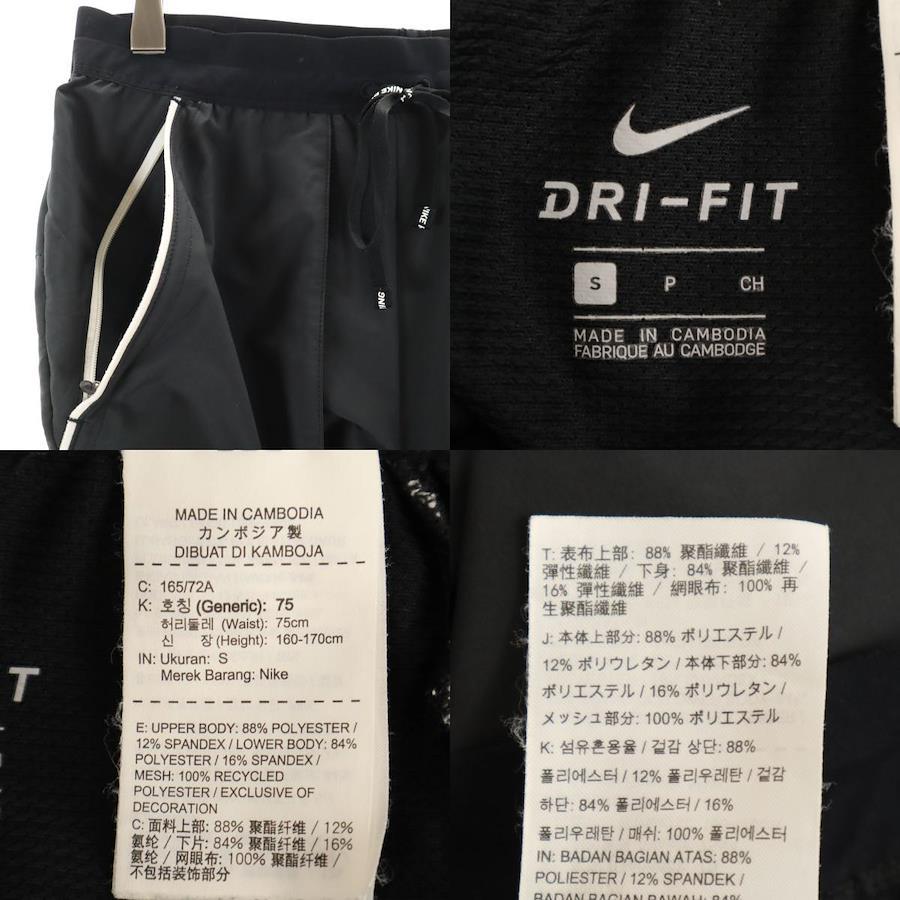 NIKE
NIKE
DRI-FIT
S P CH
MADE IN CAMBODIA
FABRIQUE AU CAMBODGE
T
MADE IN CAMBODIA
カンボジア製
DIBUAT DI KAMBOJA
C: 165/72A
K: 호칭 (Generic): 75
허리둘레 (Waist): 75cm
신 장 (Height): 160-170cm
IN: Ukuran: S
Merek Barang: Nike
E: UPPER BODY: 88% POLYESTER /
12% SPANDEX / LOWER BODY: 84%
POLYESTER / 16% SPANDEX /
MESH: 100% RECYCLED
POLYESTER / EXCLUSIVE OF
DECORATION
C: 面料上部: 88% 聚酯纤维 / 12%
氨纶 / 下片: 84% 聚酯纤维 / 16%
氨纶 / 网眼布: 100% 聚酯纤维 /
不包括装饰部分
T: 表布上部: 88% 聚酯纖維 / 12%
彈性纖維 / 下身: 84% 聚酯纖維 /
16% 彈性纖維 / 網眼布: 100% 再
生聚酯纖維
J: 本体上部分: 88% ポリエステル /
12% ポリウレタン / 本体下部分: 84%
ポリエステル / 16% ポリウレタン /
メッシュ部分: 100% ポリエステル
K: 섬유혼용율 / 겉감 상단: 88%
폴리에스터 / 12% 폴리우레탄 / 겉감
하단: 84% 폴리에스터 / 16%
폴리우레탄 / 매쉬: 100% 폴리에스터
IN: BADAN BAGIAN ATAS: 88%
POLIESTER / 12% SPANDEK /
BADAN BAGIAN BAWAH: 84%